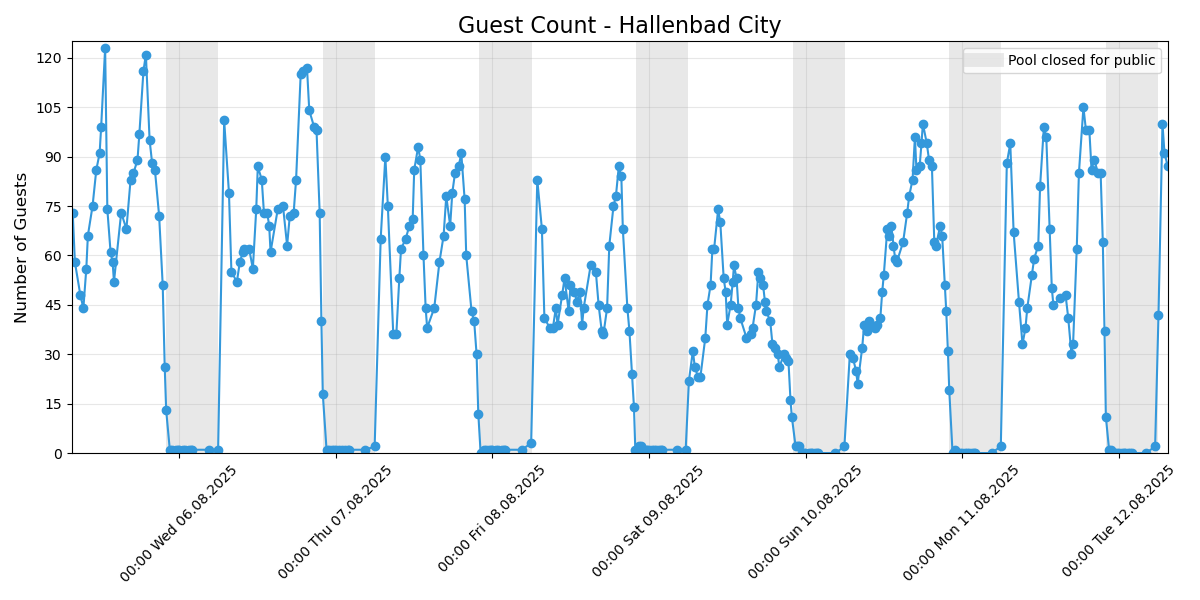 Guest Count - Hallenbad City
Pool closed for public
Number of Guests
120
105
90
75
60
45
30
15
0
00:00 Wed 06.08.2025
00:00 Thu 07.08.2025
00:00 Fri 08.08.2025
00:00 Sat 09.08.2025
00:00 Sun 10.08.2025
00:00 Mon 11.08.2025
00:00 Tue 12.08.2025